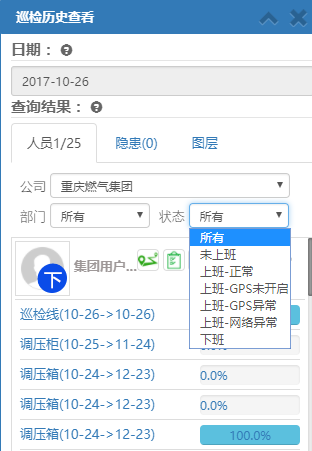 巡检历史查看
日期：
2017-10-26
查询结果：
人员1/25 隐患(0) 图层
公司 重庆燃气集团
部门 所有 状态 所有
所有
未上班
上班-正常
上班-GPS未开启
上班-GPS异常
上班-网络异常
下班
下 集团用户...
巡检线(10-26->10-26)
调压柜(10-25->11-24)
调压箱(10-24->12-23) 0.0%
调压箱(10-24->12-23) 0.0%
调压箱(10-24->12-23) 100.0%